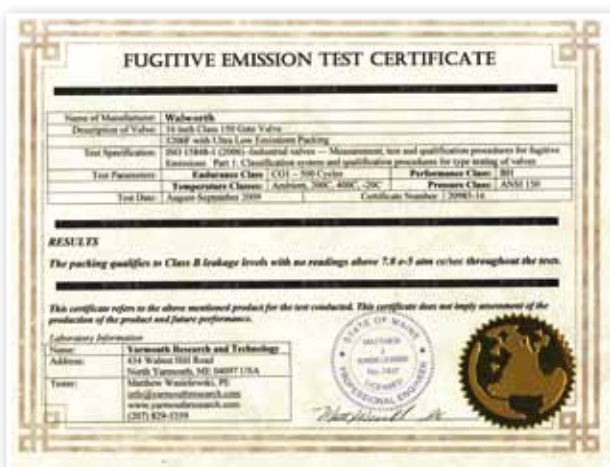 FUGITIVE EMISSION TEST CERTIFICATE
Name of Manufacturer: Walworth
Description of Valve: 16 inch Class 150 Gate Valve
with Ultra Low Emissions Packing
Test Specification: ISO 15848-1 (2006) -Industrial valves — Measurement, test and qualification procedures for fugitive
Emissions Part 1: Classification system and qualification procedures for type testing of valves
Test Parameters: Endurance Class: CO1 – 500 Cycles Performance Class: BH
Temperature Classes: Ambient, 200C, 400C, -20C Pressure Class: ANSI 150
Test Date: August-September 2009 Certificate Number: 20985-16
RESULTS
The packing qualifies to Class B leakage levels with no readings above 7.8 e-5 atm cc/sec throughout the tests.
This certificate refers to the above mentioned product for the test conducted. This certificate does not imply assessment of the
production of the product and future performance.
Laboratory Information
Name: Yarmouth Research and Technology
Address: 434 Walnut Hill Road
North Yarmouth, ME 04097 USA
Tester: Matthew Wasielewski, PE
info@yarmouthresearch.com
www.yarmouthresearch.com
(207) 829-5359
STATE OF MAINE
MATTHEW
J
LICENSED
PROFESSIONAL ENGINEER